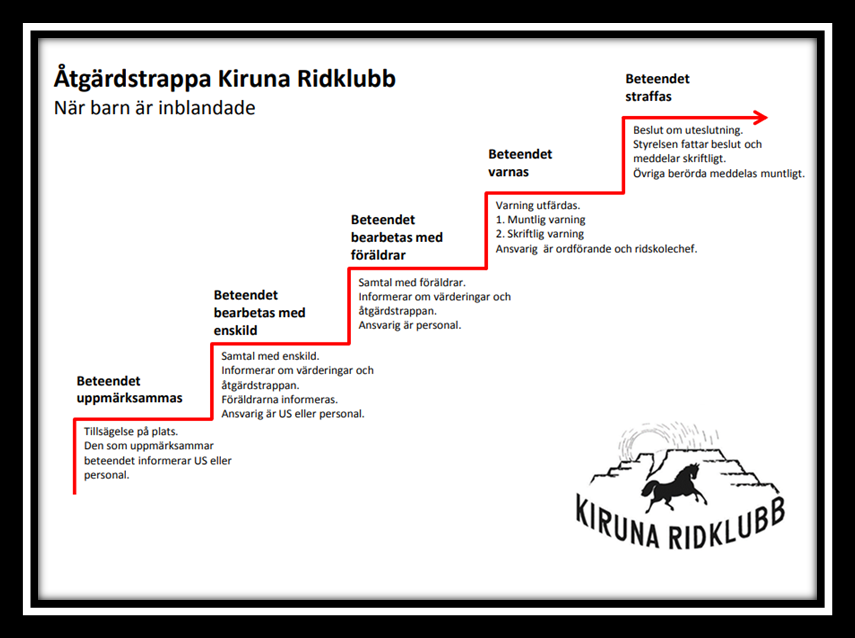 Åtgärdstrappa Kiruna Ridklubb
När barn är inblandade
Beteendet
uppmärksammas
Tillsägelse på plats.
Den som uppmärksammar
beteendet informerar US eller
personal.
Beteendet
bearbetas med
enskild
Samtal med enskild.
Informerar om värderingar och
åtgärdstrappan.
Föräldrarna informeras.
Ansvarig är US eller personal.
Beteendet
bearbetas med
föräldrar
Samtal med föräldrar.
Informerar om värderingar och
åtgärdstrappan.
Ansvarig är personal.
Beteendet
varnas
Varning utfärdas.
1. Muntlig varning
2. Skriftlig varning
Ansvarig  är ordförande och ridskolechef.
Beteendet
straffas
Beslut om uteslutning.
Styrelsen fattar beslut och
meddelar skriftligt.
Övriga berörda meddelas muntligt.
KIRUNA RIDKLUBB